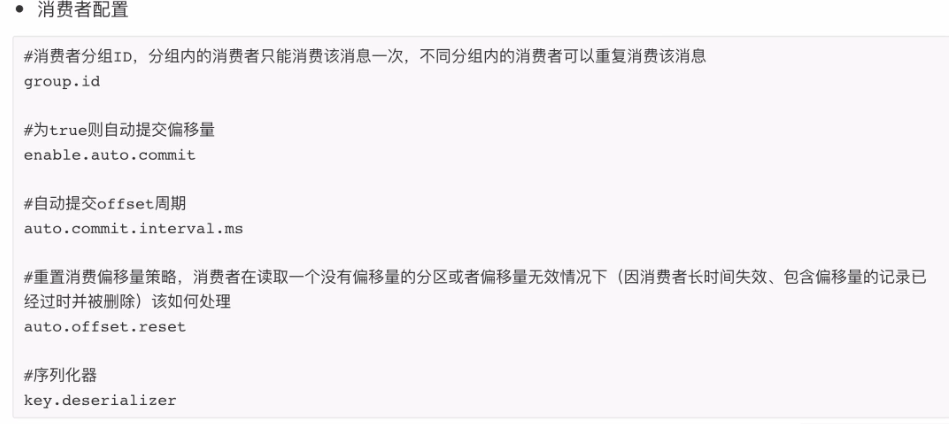 • 消费者配置
#消费者分组ID，分组内的消费者只能消费该消息一次，不同分组内的消费者可以重复消费该消息
group.id
#为true则自动提交偏移量
enable.auto.commit
#自动提交offset周期
auto.commit.interval.ms
#重置消费偏移量策略，消费者在读取一个没有偏移量的分区或者偏移量无效情况下（因消费者长时间失效、包含偏移量的记录已
经过时并被删除）该如何处理
auto.offset.reset
#序列化器
key.deserializer